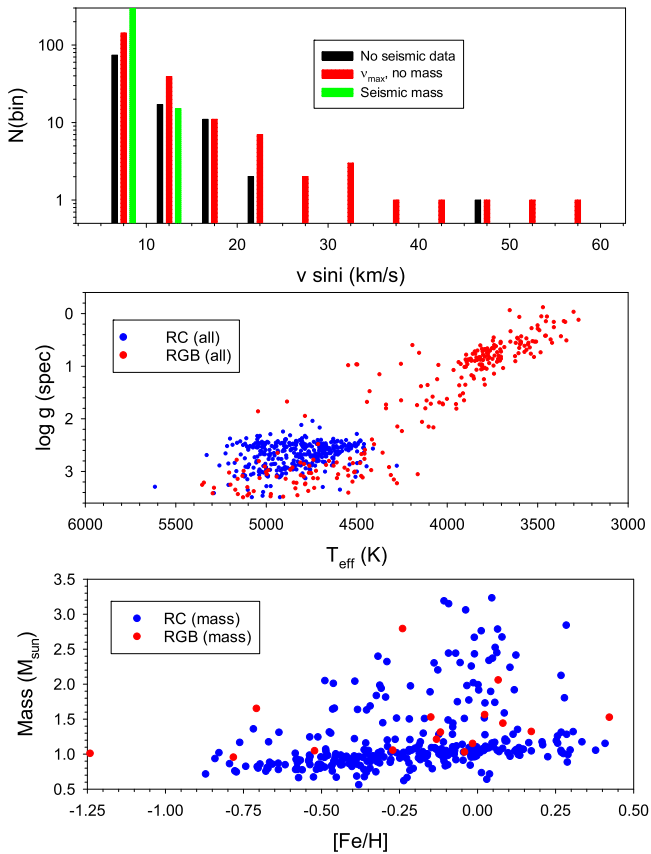 N(bin)
100
10
1
No seismic data
νmax, no mass
Seismic mass
10 20 30 40 50 60
v sini (km/s)
log g (spec)
0
1
2
3
RC (all)
RGB (all)
6000 5500 5000 4500 4000 3500 3000
Teff (K)
Mass (Msun)
3.5
3.0
2.5
2.0
1.5
1.0
0.5
RC (mass)
RGB (mass)
-1.25 -1.00 -0.75 -0.50 -0.25 0.00 0.25 0.50
[Fe/H]